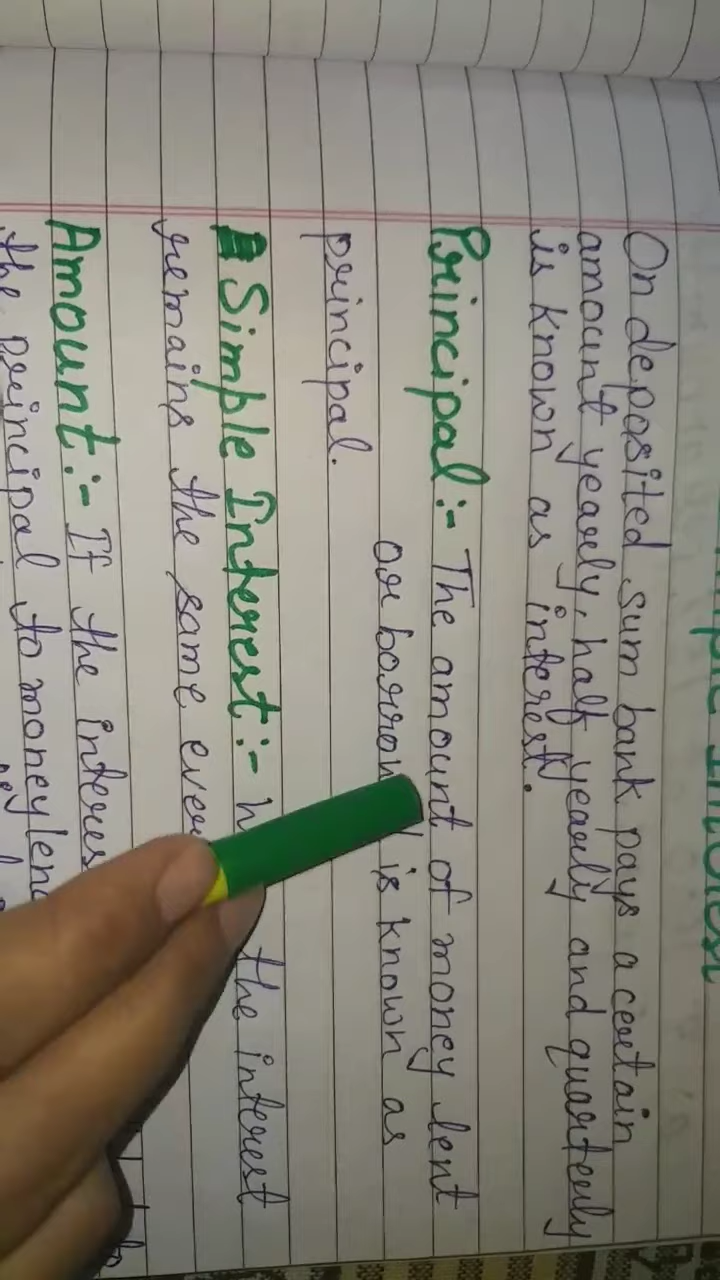 Interest
On deposited sum bank pays a certain
amount yearly, half yearly and quarterly
is known as interest.
Principal :- The amount of money lent
or is known as
principal.
Simple Interest :- the interest
remains the same
Amount :- If the
the principal to